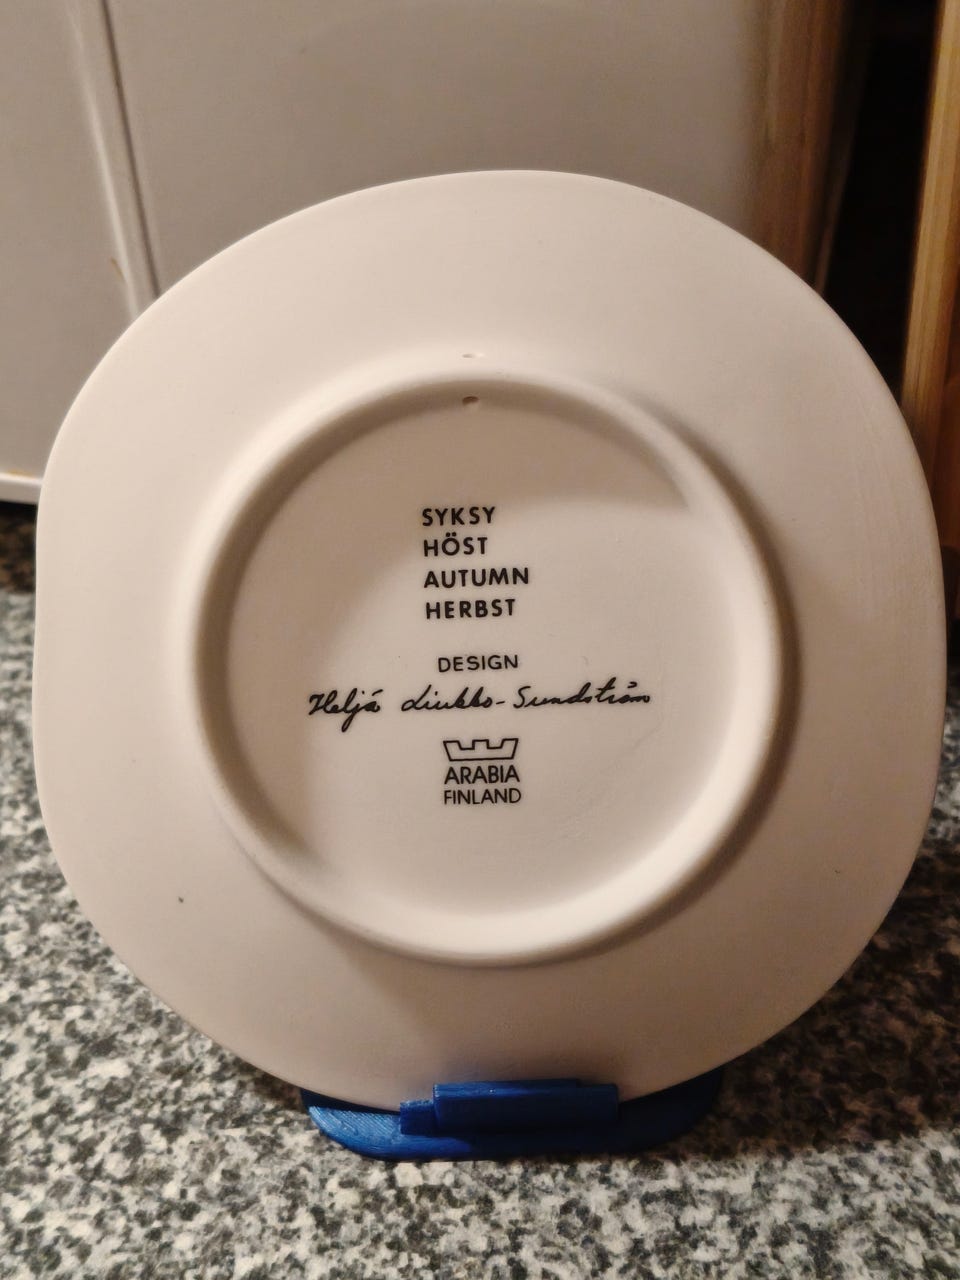 SYKSY
HÖST
AUTUMN
HERBST
DESIGN
Heljä Liukko-Sundström
ARABIA
FINLAND